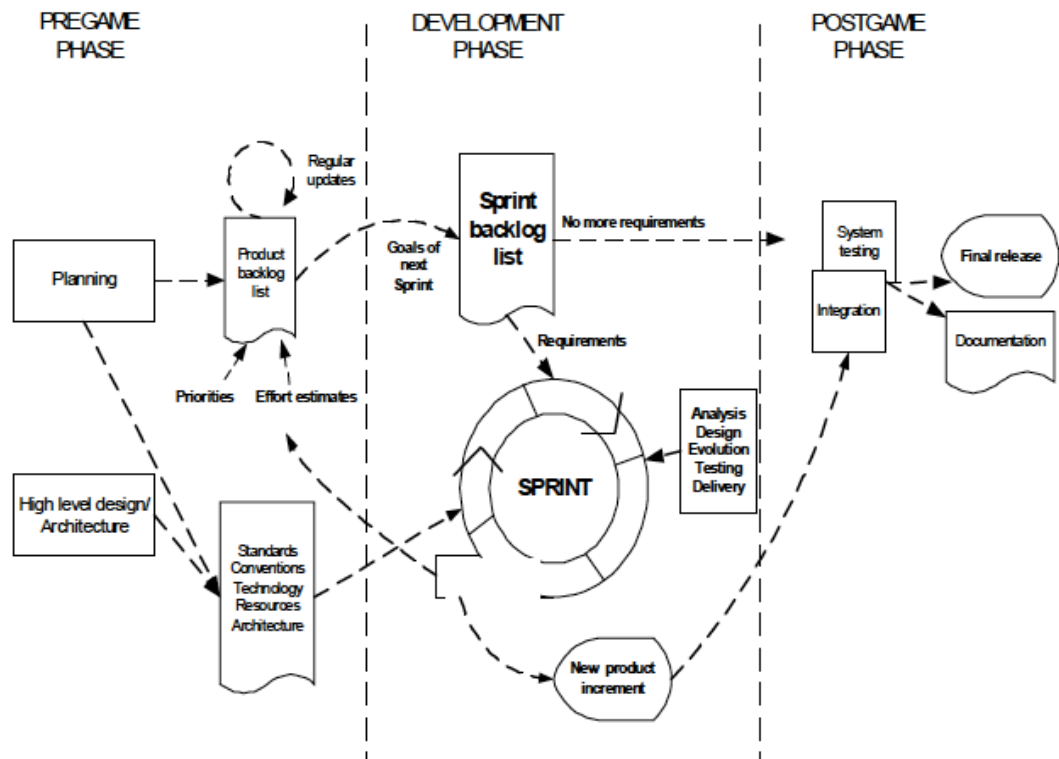 PREGAME
PHASE
DEVELOPMENT
PHASE
POSTGAME
PHASE
Regular
updates
Planning
Product
backlog
list
Priorities
Effort estimates
High level design/
Architecture
Standards
Conventions
Technology
Resources
Architecture
Goals of
next
Sprint
Sprint
backlog
list
No more requirements
Requirements
SPRINT
Analysis
Design
Evolution
Testing
Delivery
New product
increment
System
testing
Integration
Final release
Documentation